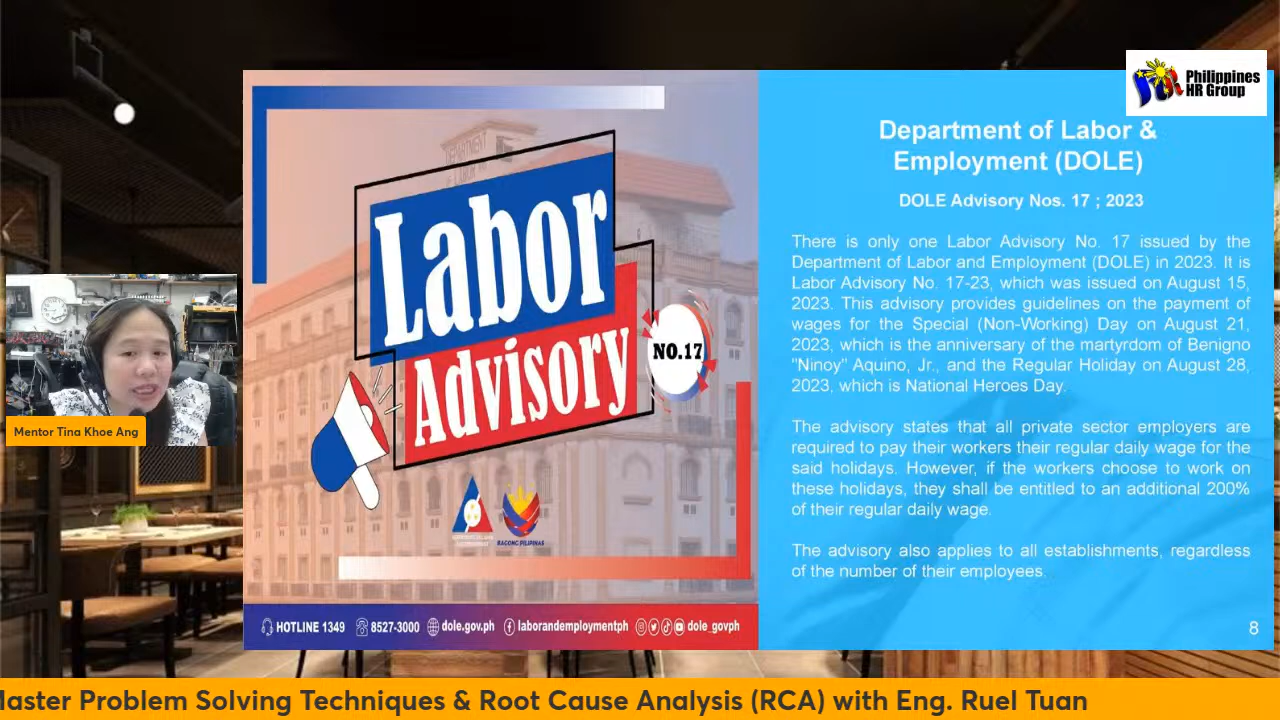 Philippines
HR Group
Labor
Advisory
NO.17
BAGONG PILIPINAS
HOTLINE 1349
8527-3000
dole.gov.ph
laborandemploymentph
dole_govph
Department of Labor &
Employment (DOLE)
DOLE Advisory Nos. 17 ; 2023
There is only one Labor Advisory No. 17 issued by the
Department of Labor and Employment (DOLE) in 2023. It is
Labor Advisory No. 17-23, which was issued on August 15,
2023. This advisory provides guidelines on the payment of
wages for the Special (Non-Working) Day on August 21,
2023, which is the anniversary of the martyrdom of Benigno
"Ninoy" Aquino, Jr., and the Regular Holiday on August 28,
2023, which is National Heroes Day.
The advisory states that all private sector employers are
required to pay their workers their regular daily wage for the
said holidays. However, if the workers choose to work on
these holidays, they shall be entitled to an additional 200%
of their regular daily wage.
The advisory also applies to all establishments, regardless
of the number of their employees.
8
Mentor Tina Khoe Ang
Master Problem Solving Techniques & Root Cause Analysis (RCA) with Eng. Ruel Tuan